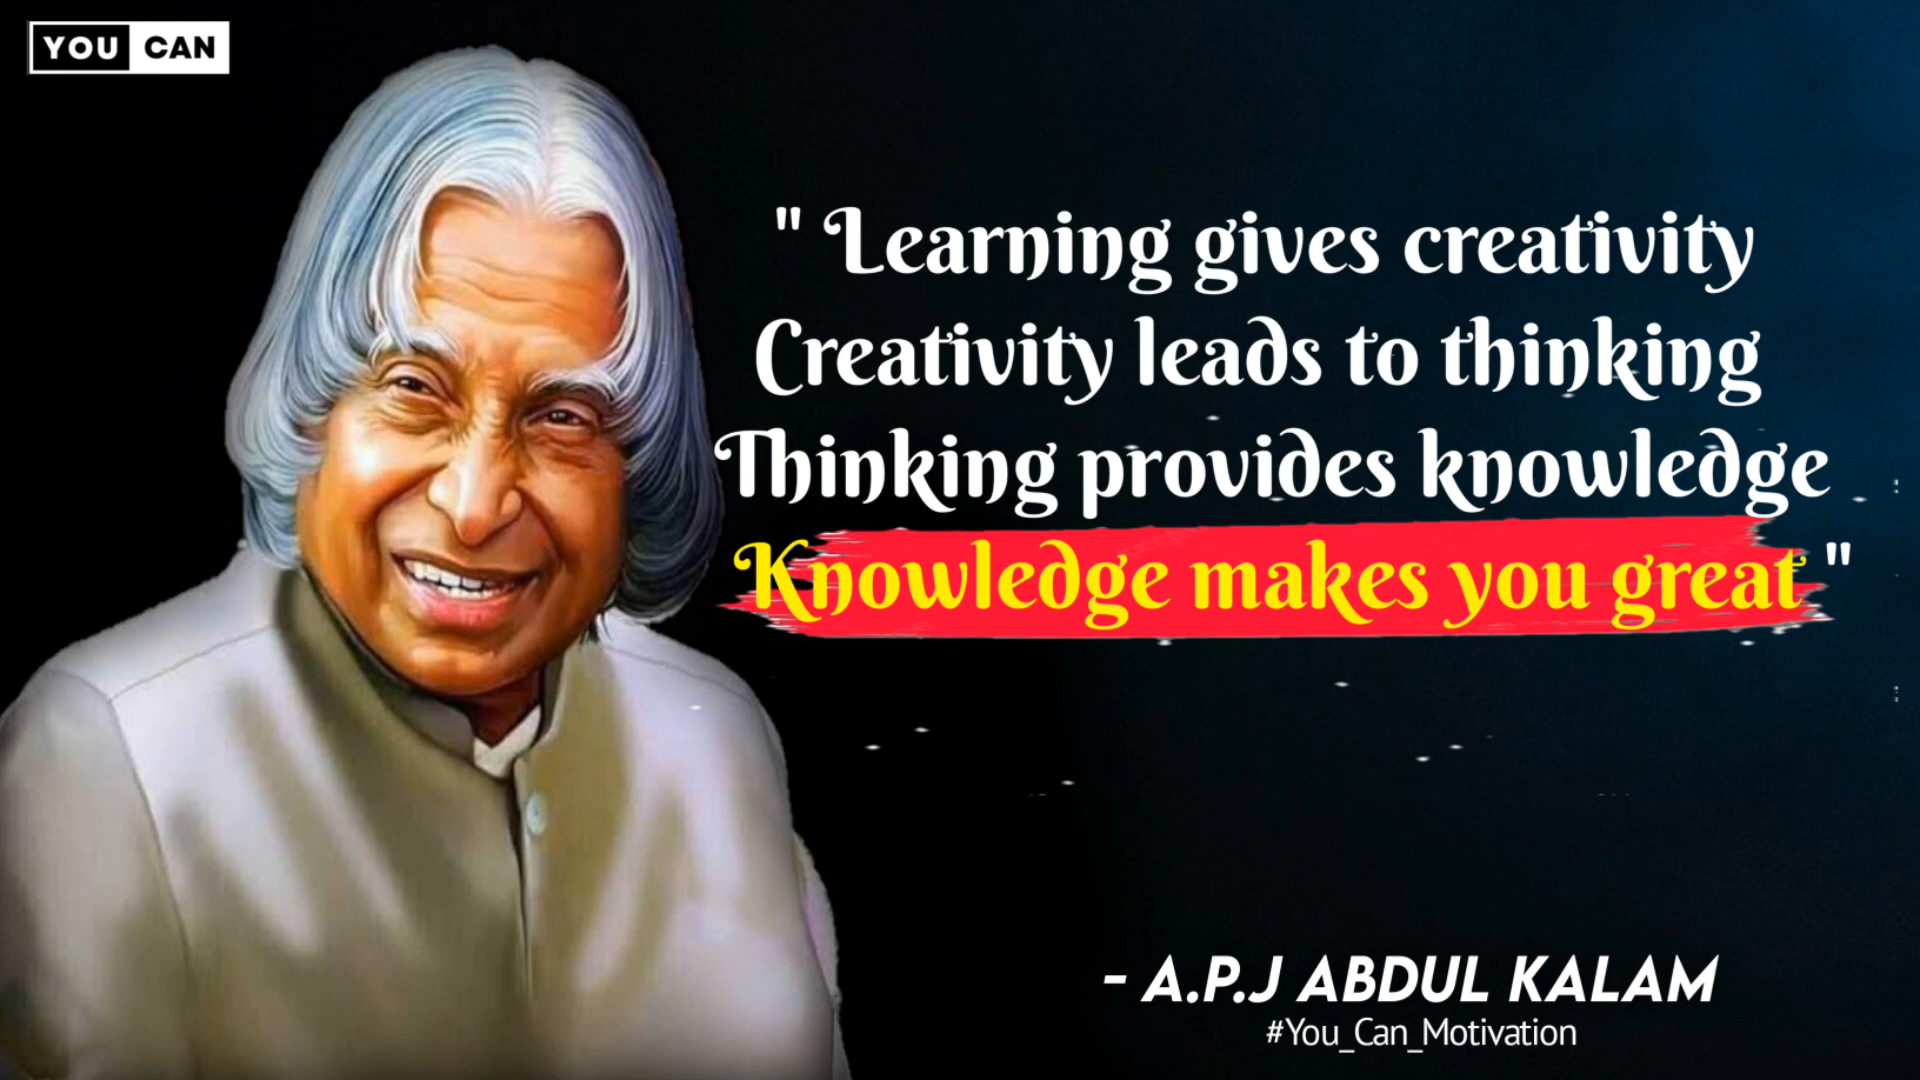 YOU CAN
" Learning gives creativity
Creativity leads to thinking
Thinking provides knowledge
Knowledge makes you great "
- A.P.J ABDUL KALAM
#You_Can_Motivation